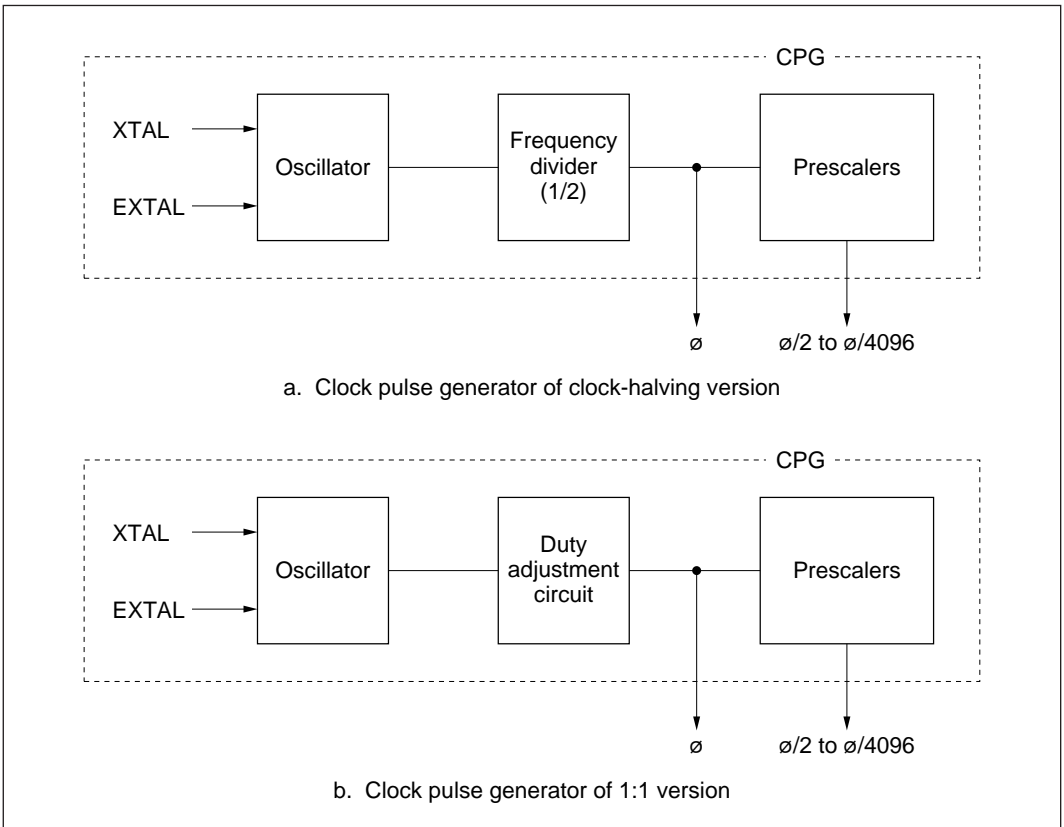 CPG
XTAL
EXTAL
Oscillator
Frequency
divider
(1/2)
Prescalers
ø
ø/2 to ø/4096
a. Clock pulse generator of clock-halving version
CPG
XTAL
EXTAL
Oscillator
Duty
adjustment
circuit
Prescalers
ø
ø/2 to ø/4096
b. Clock pulse generator of 1:1 version